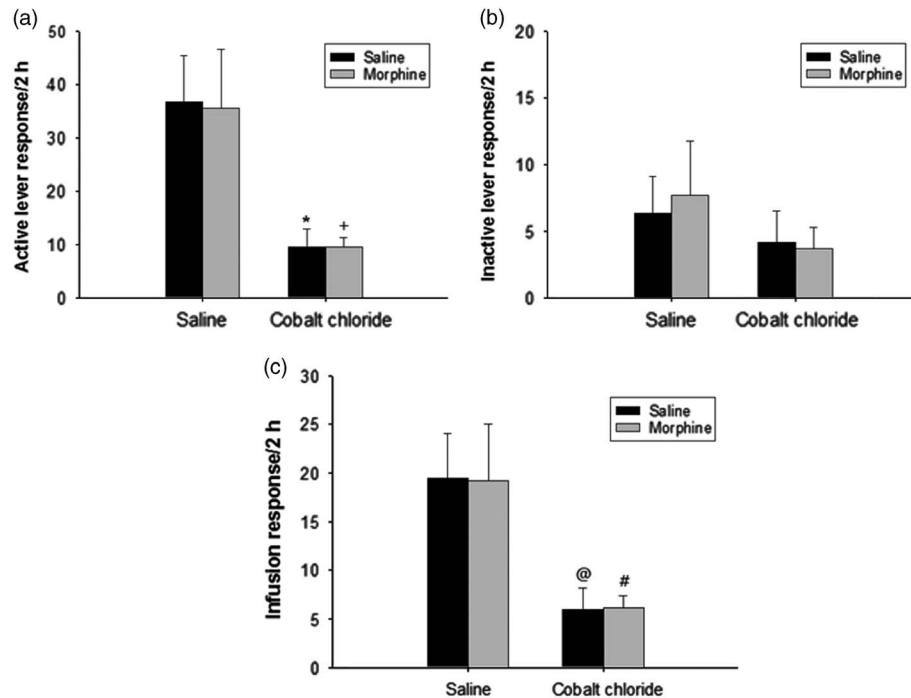 (a)
Active lever response/2 h
50
40
30
20
10
0
Saline
Morphine
*
+
Saline
Cobalt chloride
(b)
Inactive lever response/2 h
20
15
10
5
0
Saline
Morphine
Saline
Cobalt chloride
(c)
Infusion response/2 h
30
25
20
15
10
5
0
Saline
Morphine
@
#
Saline
Cobalt chloride